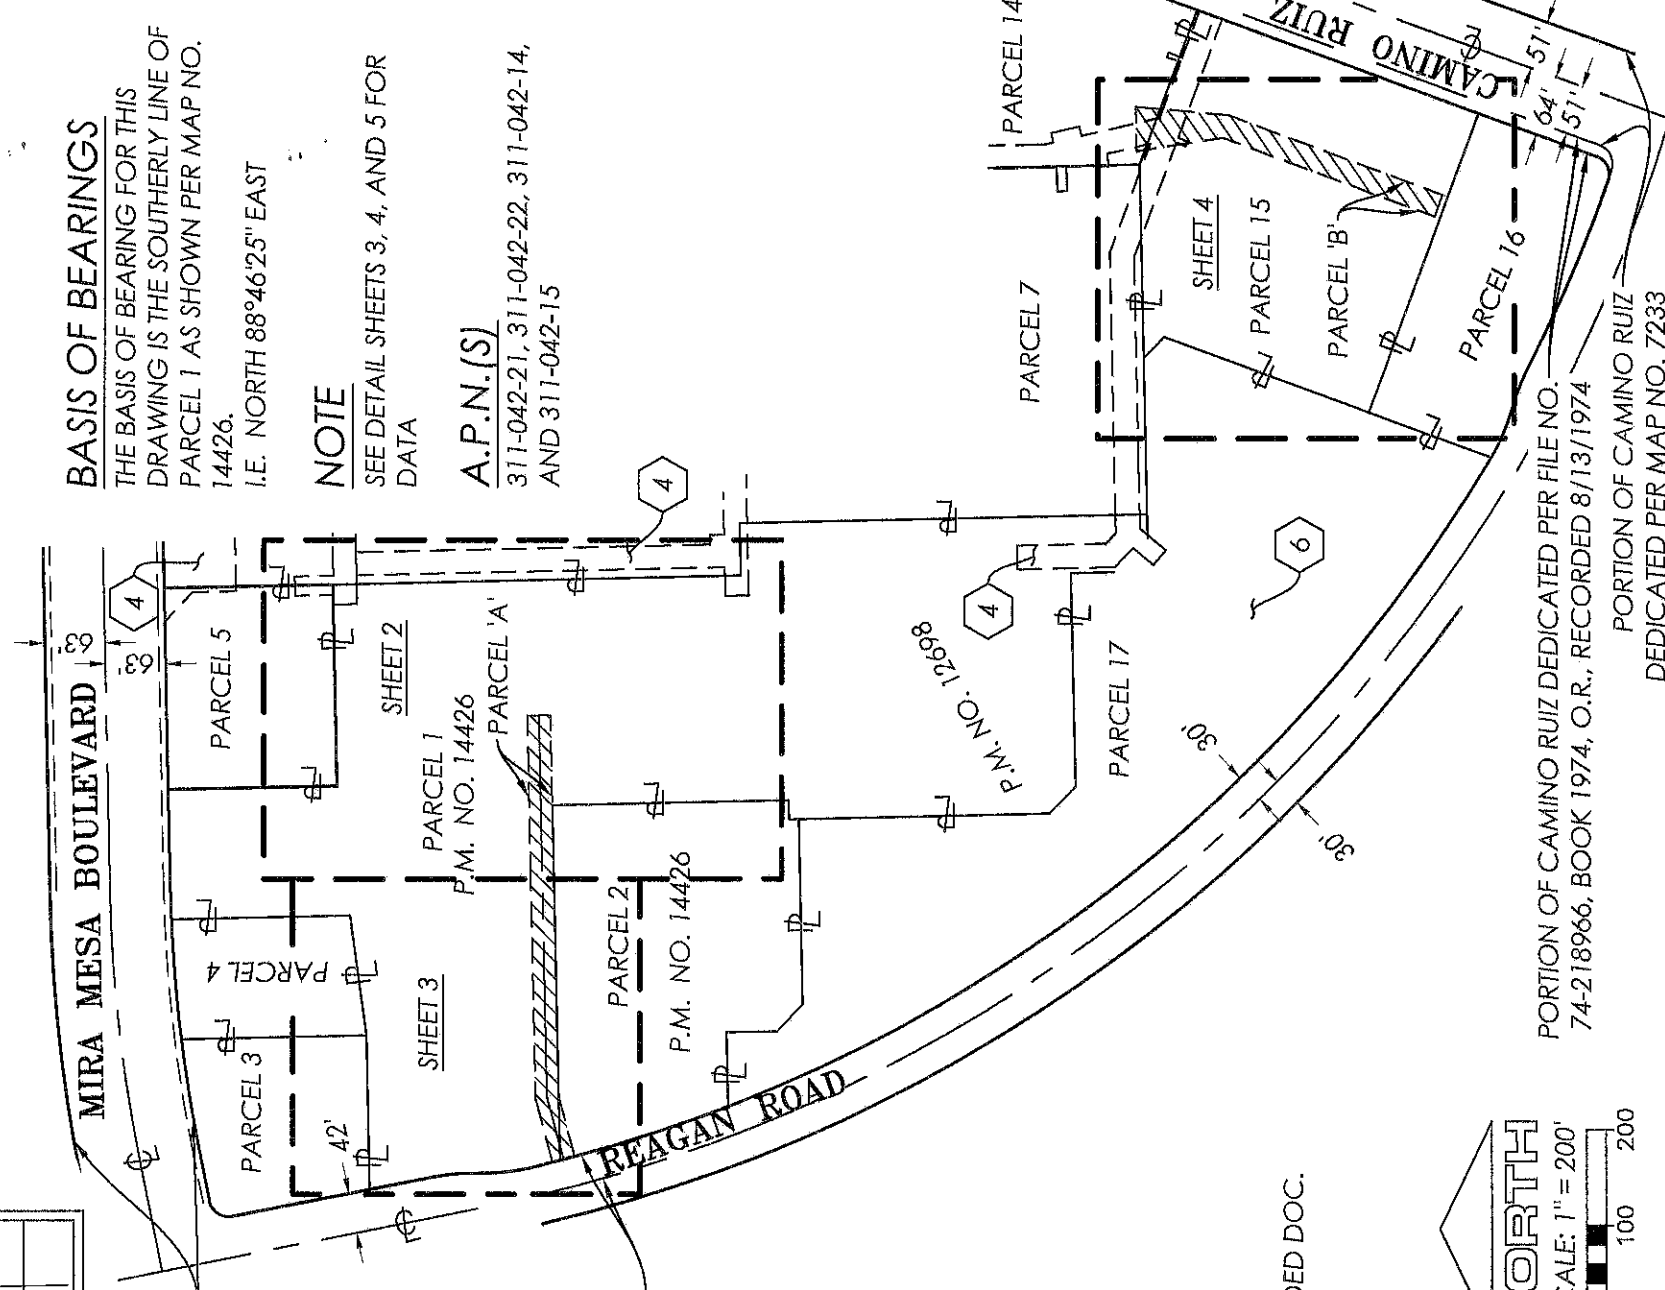 BASIS OF BEARINGS
THE BASIS OF BEARING FOR THIS
DRAWING IS THE SOUTHERLY LINE OF
PARCEL 1 AS SHOWN PER MAP NO.
14426.
I.E. NORTH 88°46'25" EAST
NOTE
SEE DETAIL SHEETS 3, 4, AND 5 FOR
DATA
A.P.N.(S)
311-042-21, 311-042-22, 311-042-14,
AND 311-042-15
MIRA MESA BOULEVARD
63'
63'
4
PARCEL 5
SHEET 2
PARCEL 'A'
PARCEL 1
P.M. NO. 14426
4
PARCEL 4
PARCEL 3
42'
SHEET 3
PARCEL 2
P.M. NO. 14426
REAGAN ROAD
P.M. NO. 12698
4
PARCEL 17
6
30'
30'
PARCEL 14
PARCEL 7
SHEET 4
PARCEL 15
PARCEL 'B'
PARCEL 16
CAMINO RUIZ
51'
64'
51'
PORTION OF CAMINO RUIZ DEDICATED PER FILE NO.
74-218966, BOOK 1974, O.R., RECORDED 8/13/1974
PORTION OF CAMINO RUIZ
DEDICATED PER MAP NO. 7233
DED DOC.
ORTH
ALE: 1" = 200'
100
200